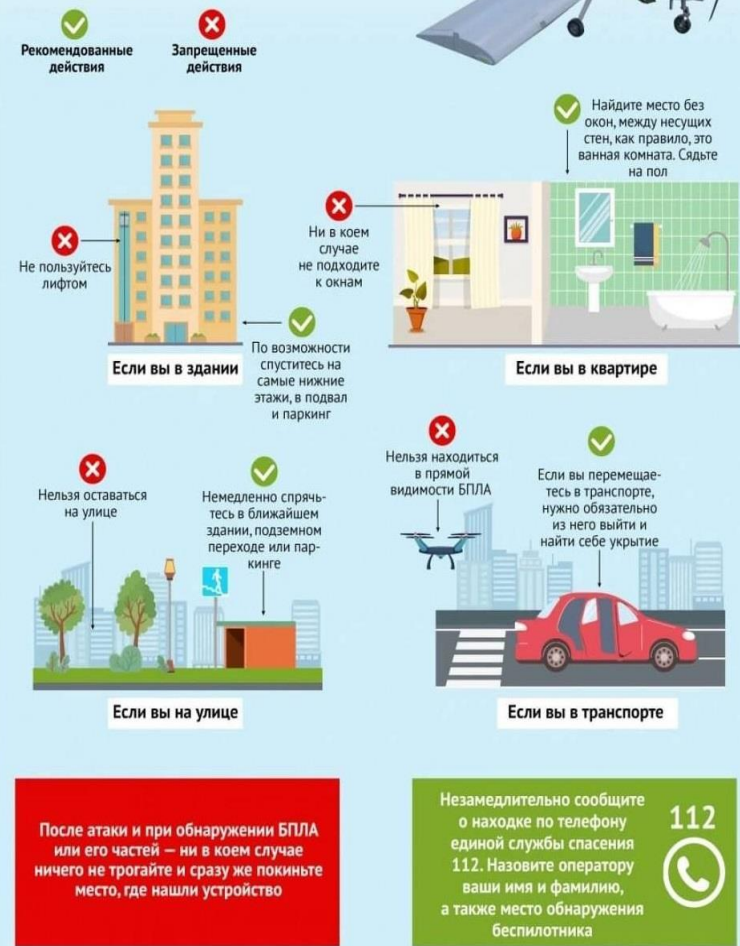 Рекомендованные
действия
Запрещенные
действия
Найдите место без
окон, между несущих
стен, как правило, это
ванная комната. Сядьте
на пол
Ни в коем
случае
не подходите
к окнам
Не пользуйтесь
лифтом
По возможности
спуститесь на
самые нижние
этажи, в подвал
и паркинг
Если вы в здании
Если вы в квартире
Нельзя оставаться
на улице
Немедленно спрячь-
тесь в ближайшем
здании, подземном
переходе или пар-
кинге
Нельзя находиться
в прямой
видимости БПЛА
Если вы перемещае-
тесь в транспорте,
нужно обязательно
из него выйти и
найти себе укрытие
Если вы на улице
Если вы в транспорте
После атаки и при обнаружении БПЛА
или его частей — ни в коем случае
ничего не трогайте и сразу же покиньте
место, где нашли устройство
Незамедлительно сообщите
о находке по телефону
единой службы спасения
112. Назовите оператору
ваши имя и фамилию,
а также место обнаружения
беспилотника
112